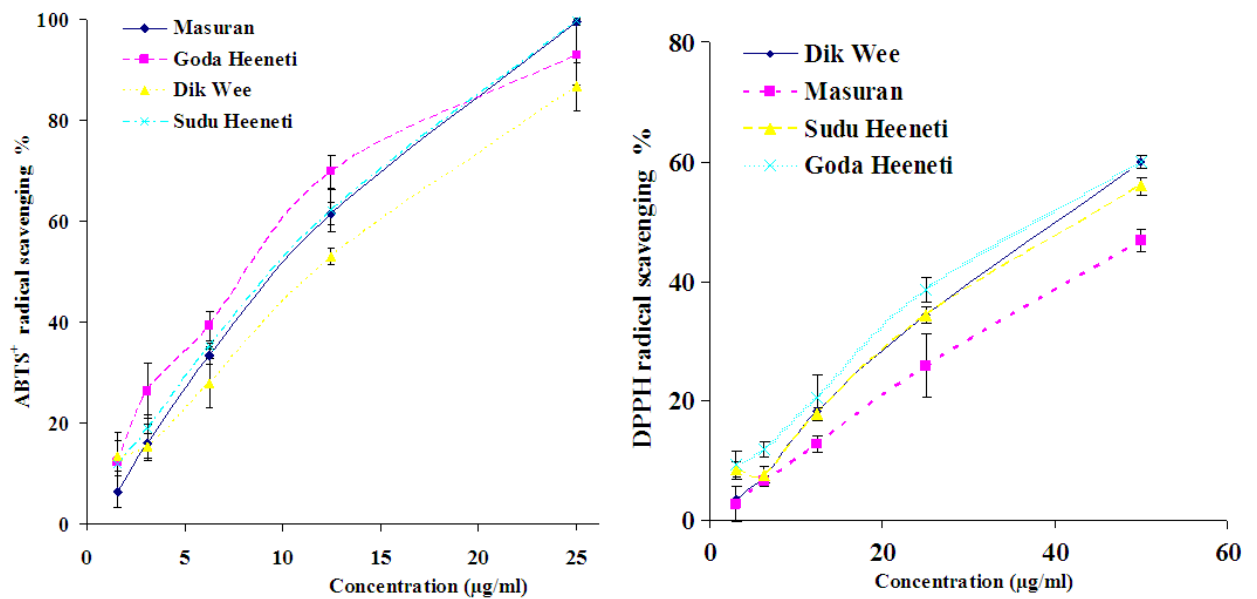 100
80
60
40
20
0
ABTS⁺ radical scavenging %
Masuran
Goda Heeneti
Dik Wee
Sudu Heeneti
0 5 10 15 20 25
Concentration (µg/ml)
80
60
40
20
0
DPPH radical scavenging %
Dik Wee
Masuran
Sudu Heeneti
Goda Heeneti
0 20 40 60
Concentration (µg/ml)